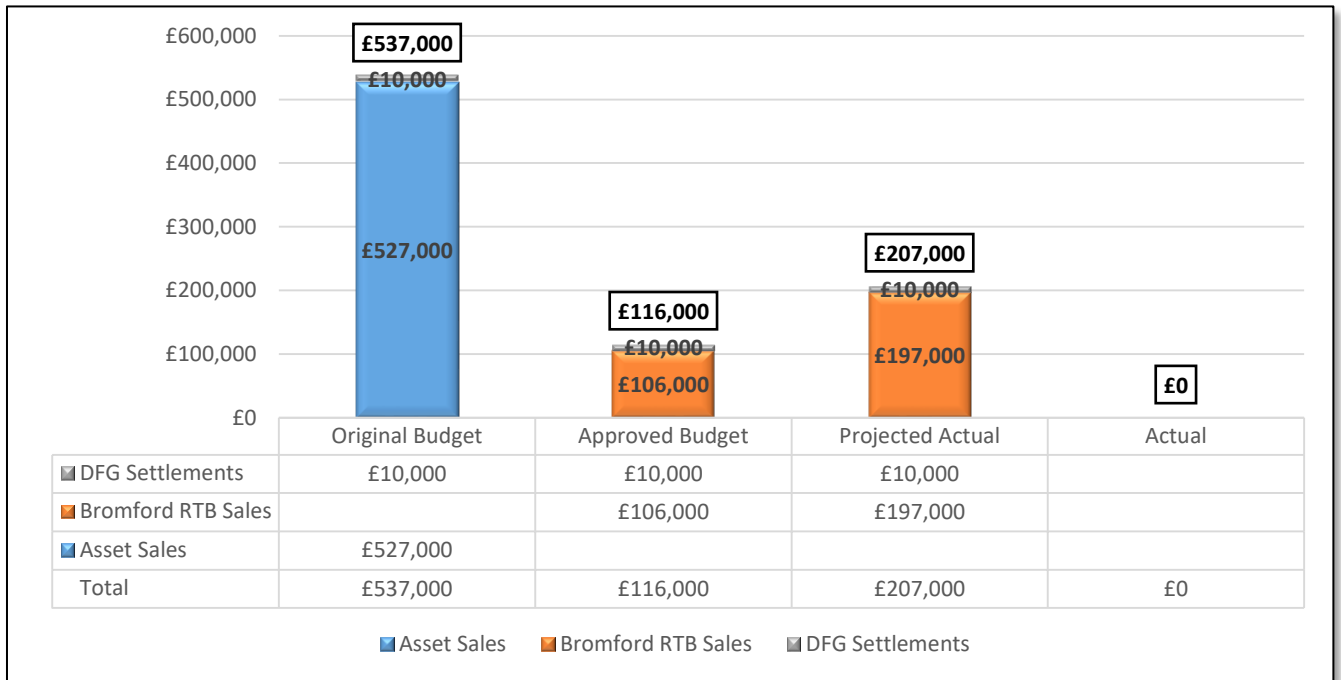 £600,000
£500,000
£400,000
£300,000
£200,000
£100,000
£0
£537,000
£10,000
£527,000
£116,000
£10,000
£106,000
£207,000
£10,000
£197,000
£0
Original Budget Approved Budget Projected Actual Actual
DFG Settlements £10,000 £10,000 £10,000
Bromford RTB Sales £106,000 £197,000
Asset Sales £527,000
Total £537,000 £116,000 £207,000 £0
Asset Sales Bromford RTB Sales DFG Settlements